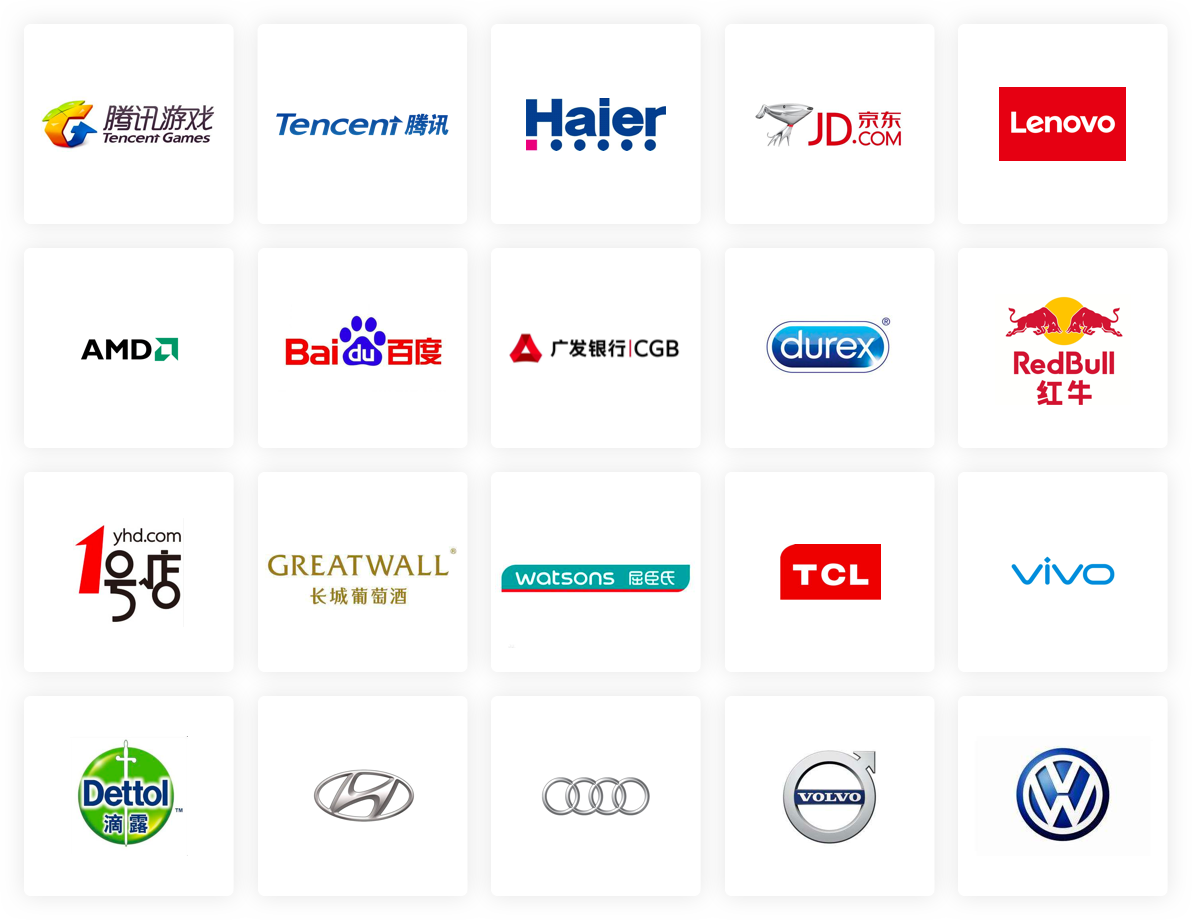 腾讯游戏
Tencent Games
Tencent 腾讯
Haier
JD.京东
.COM
Lenovo
AMD
Bai du 百度
广发银行|CGB
durex®
RedBull
红牛
yhd.com
1号店
GREATWALL®
长城葡萄酒
watsons 屈臣氏
TCL
vivo
Dettol™
滴露
VOLVO
VW